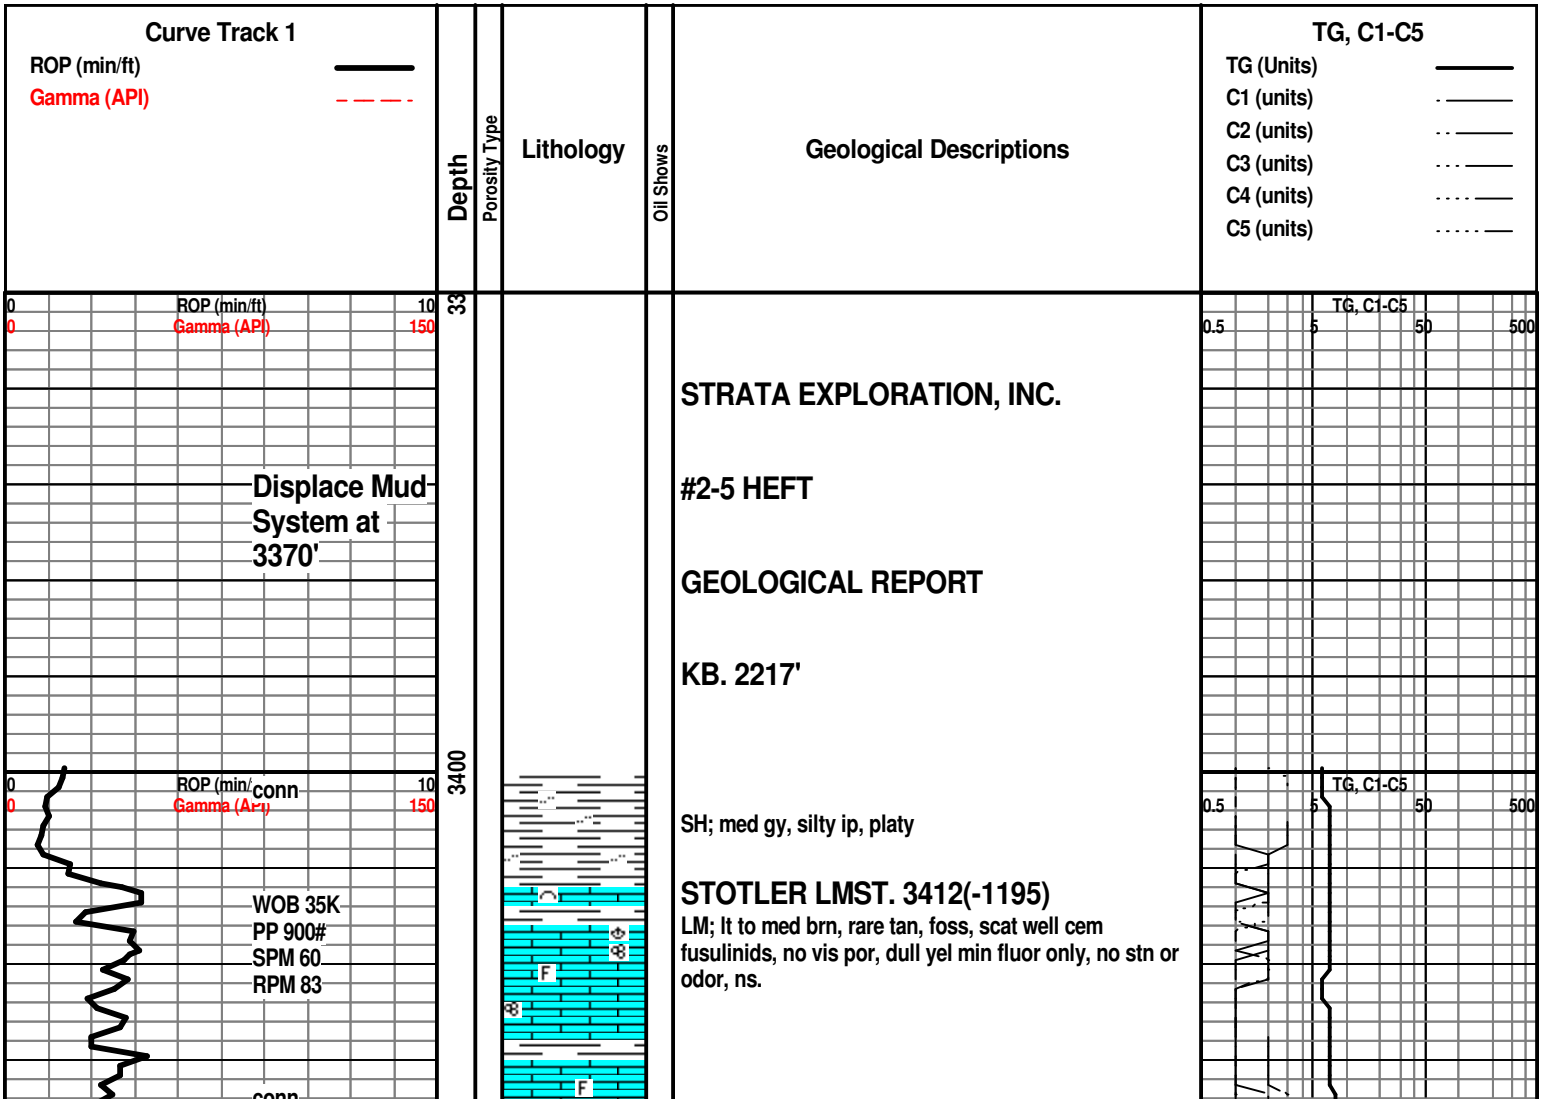 Curve Track 1
ROP (min/ft)
Gamma (API)
Depth
Porosity Type
Lithology
Oil Shows
Geological Descriptions
TG, C1-C5
TG (Units)
C1 (units)
C2 (units)
C3 (units)
C4 (units)
C5 (units)
0 ROP (min/ft) 10
0 Gamma (API) 150
33
TG, C1-C5
0.5 5 50 500
STRATA EXPLORATION, INC.
Displace Mud
System at
3370'
#2-5 HEFT
GEOLOGICAL REPORT
KB. 2217'
3400
0 ROP (min/ conn 10
0 Gamma (API) 150
TG, C1-C5
0.5 5 50 500
SH; med gy, silty ip, platy
WOB 35K
PP 900#
SPM 60
RPM 83
STOTLER LMST. 3412(-1195)
LM; lt to med brn, rare tan, foss, scat well cem
fusulinids, no vis por, dull yel min fluor only, no stn or
odor, ns.
F
F
conn